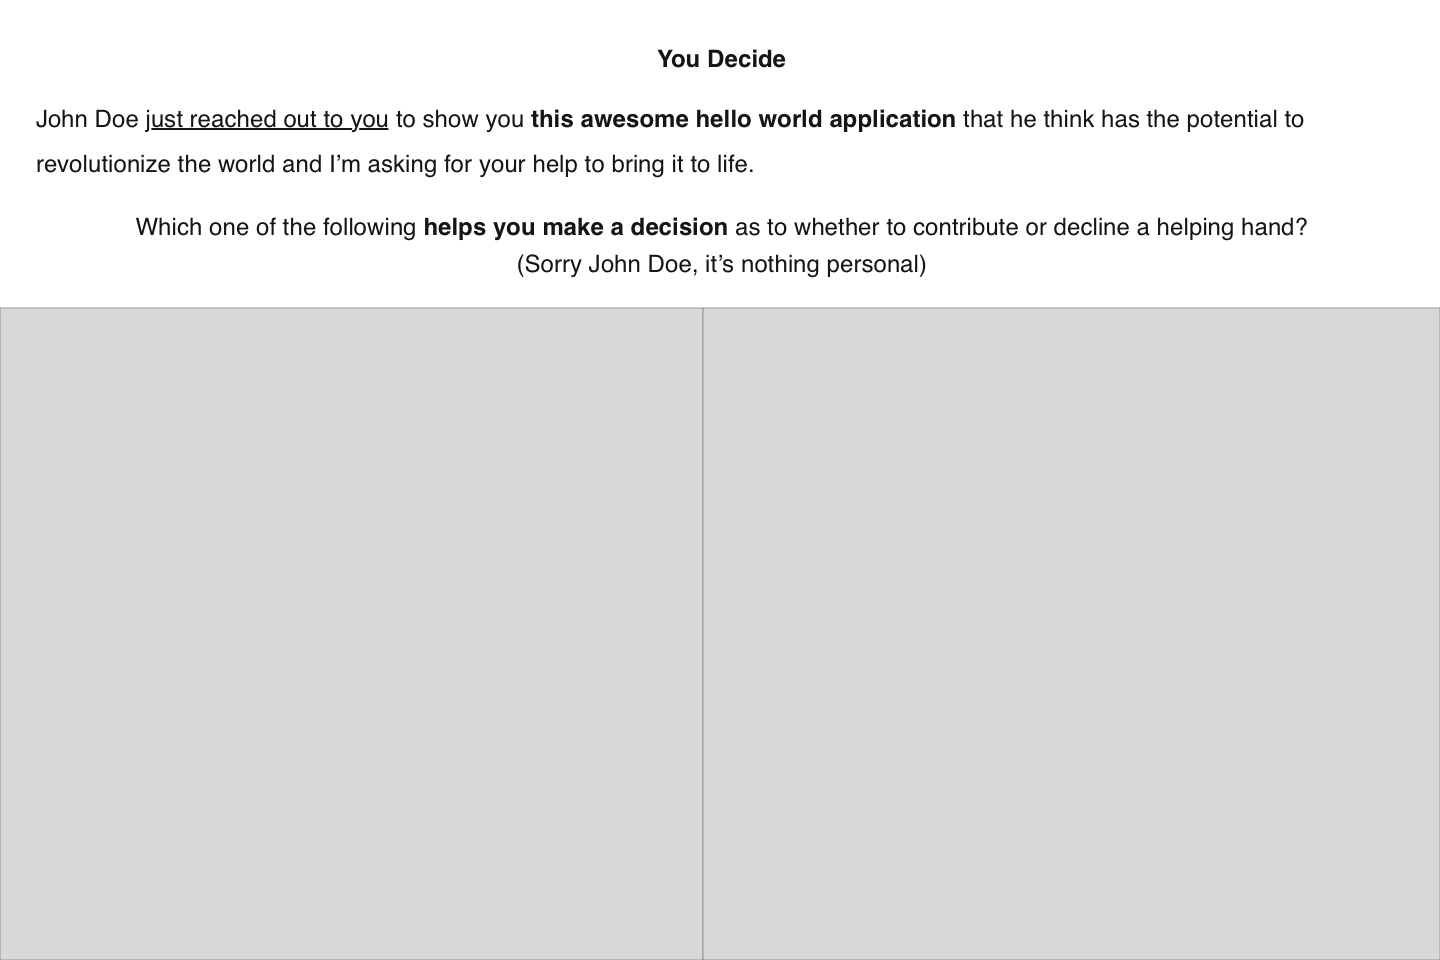 You Decide
John Doe just reached out to you to show you this awesome hello world application that he think has the potential to
revolutionize the world and I’m asking for your help to bring it to life.
Which one of the following helps you make a decision as to whether to contribute or decline a helping hand?
(Sorry John Doe, it’s nothing personal)